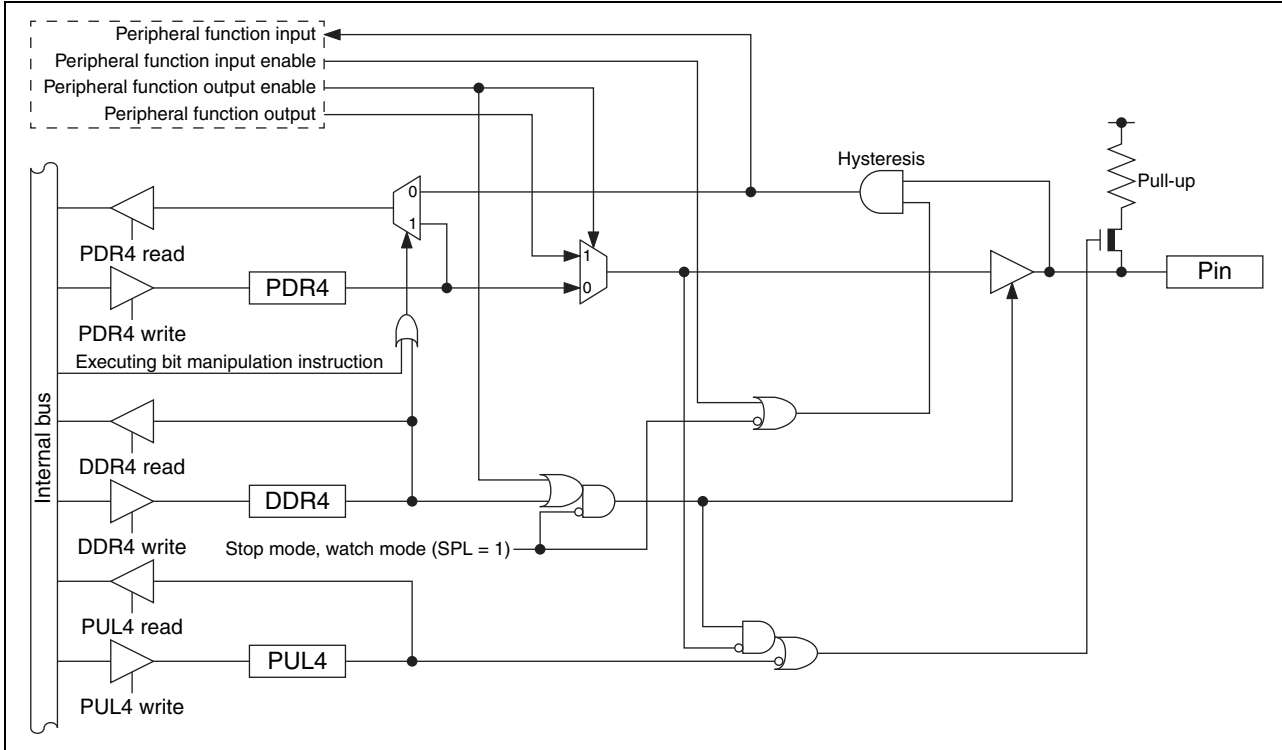 Peripheral function input
Peripheral function input enable
Peripheral function output enable
Peripheral function output
Hysteresis
Pull-up
0
1
PDR4 read
1
0
Pin
PDR4
PDR4 write
Executing bit manipulation instruction
Internal bus
DDR4 read
DDR4
DDR4 write
Stop mode, watch mode (SPL = 1)
PUL4 read
PUL4
PUL4 write